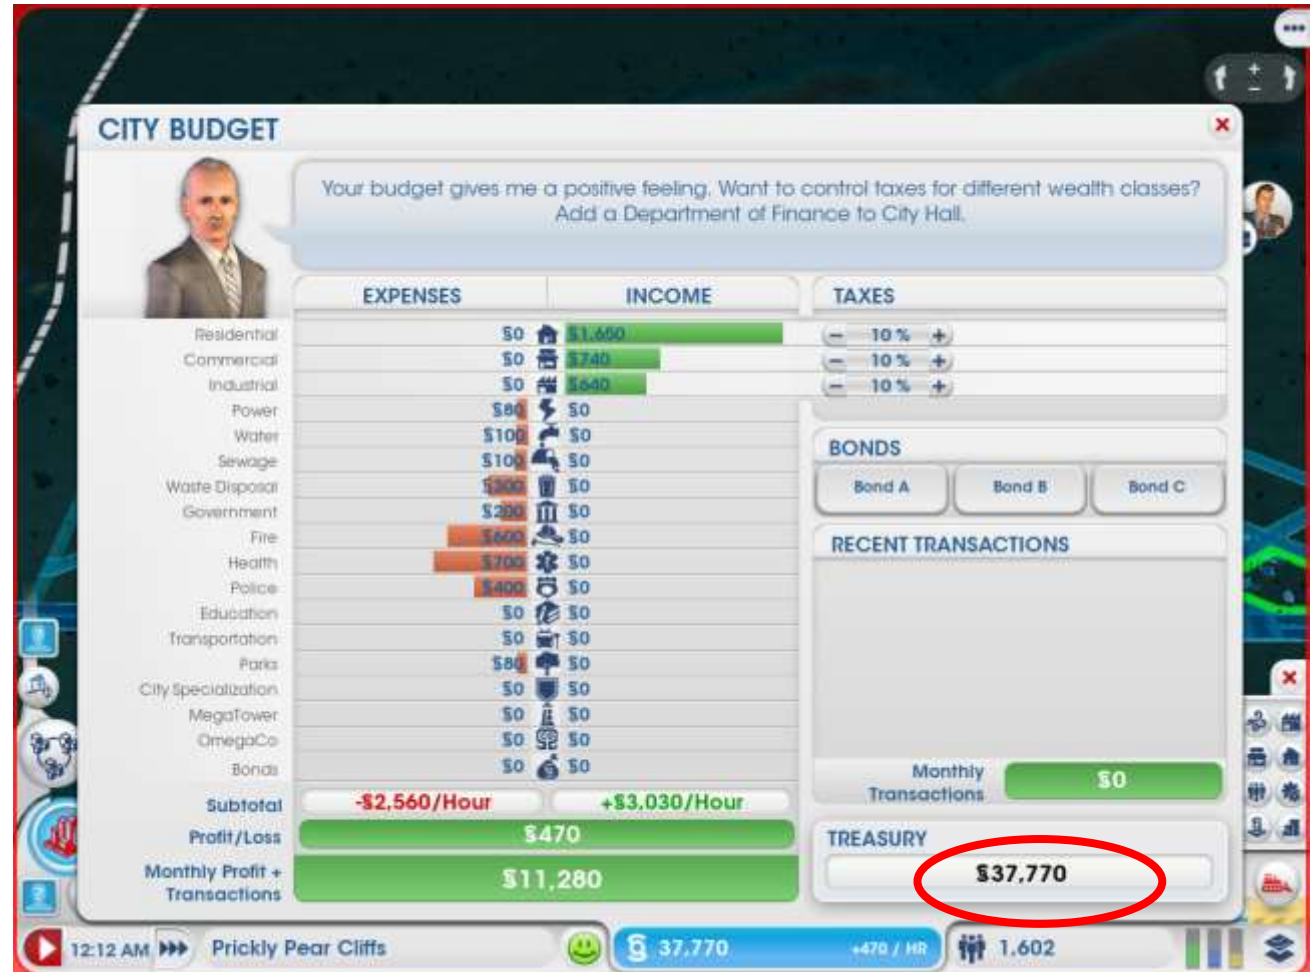 CITY BUDGET
Your budget gives me a positive feeling. Want to control taxes for different wealth classes?
Add a Department of Finance to City Hall.
EXPENSES INCOME TAXES
Residential §0 §1,650 − 10 % +
Commercial §0 §740 − 10 % +
Industrial §0 §640 − 10 % +
Power §80 §0
Water §100 §0
Sewage §100 §0
Waste Disposal §300 §0
Government §200 §0
Fire §600 §0
Health §700 §0
Police §400 §0
Education §0 §0
Transportation §0 §0
Parks §80 §0
City Specialization §0 §0
MegaTower §0 §0
OmegaCo §0 §0
Bonds §0 §0
Subtotal -§2,560/Hour +§3,030/Hour
Profit/Loss §470
Monthly Profit +
Transactions §11,280
BONDS
Bond A Bond B Bond C
RECENT TRANSACTIONS
Monthly
Transactions §0
TREASURY
§37,770
12:12 AM Prickly Pear Cliffs § 37,770 +470 / HR 1,602